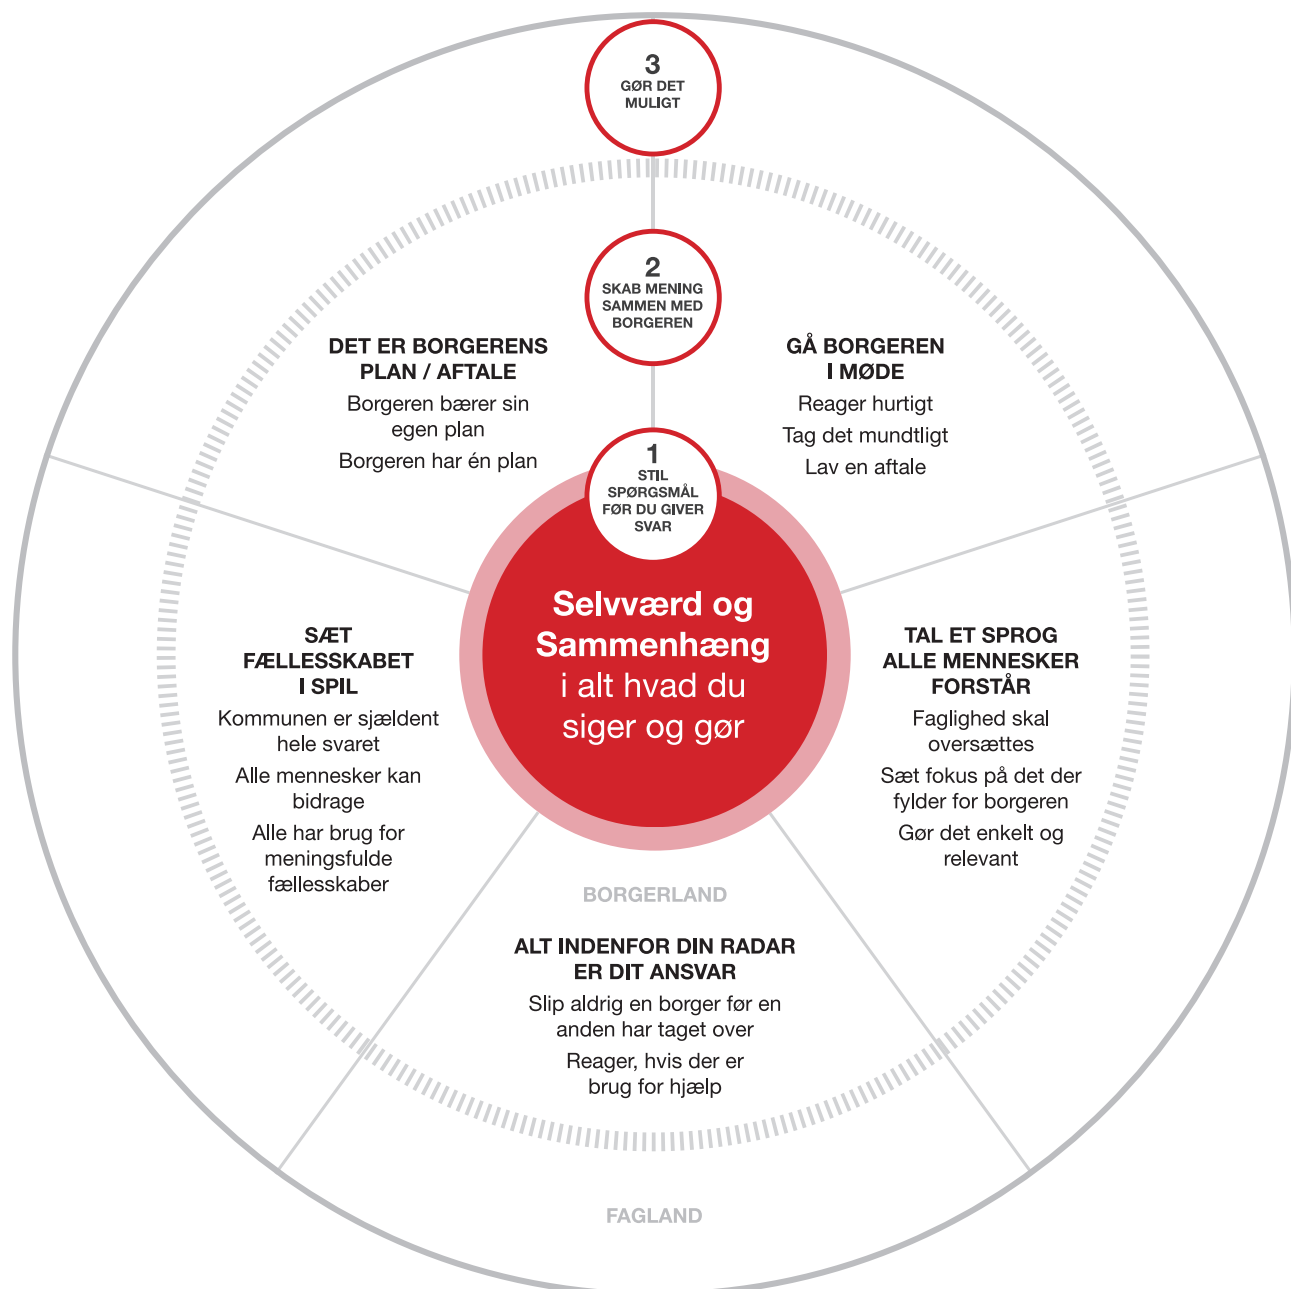 3
GØR DET
MULIGT
2
SKAB MENING
SAMMEN MED
BORGEREN
1
STIL
SPØRGSMÅL
FØR DU GIVER
SVAR
Selvværd og
Sammenhæng
i alt hvad du
siger og gør
DET ER BORGERENS
PLAN / AFTALE
Borgeren bærer sin
egen plan
Borgeren har én plan
GÅ BORGEREN
I MØDE
Reager hurtigt
Tag det mundtligt
Lav en aftale
SÆT
FÆLLESSKABET
I SPIL
Kommunen er sjældent
hele svaret
Alle mennesker kan
bidrage
Alle har brug for
meningsfulde
fællesskaber
TAL ET SPROG
ALLE MENNESKER
FORSTÅR
Faglighed skal
oversættes
Sæt fokus på det der
fylder for borgeren
Gør det enkelt og
relevant
BORGERLAND
ALT INDENFOR DIN RADAR
ER DIT ANSVAR
Slip aldrig en borger før en
anden har taget over
Reager, hvis der er
brug for hjælp
FAGLAND